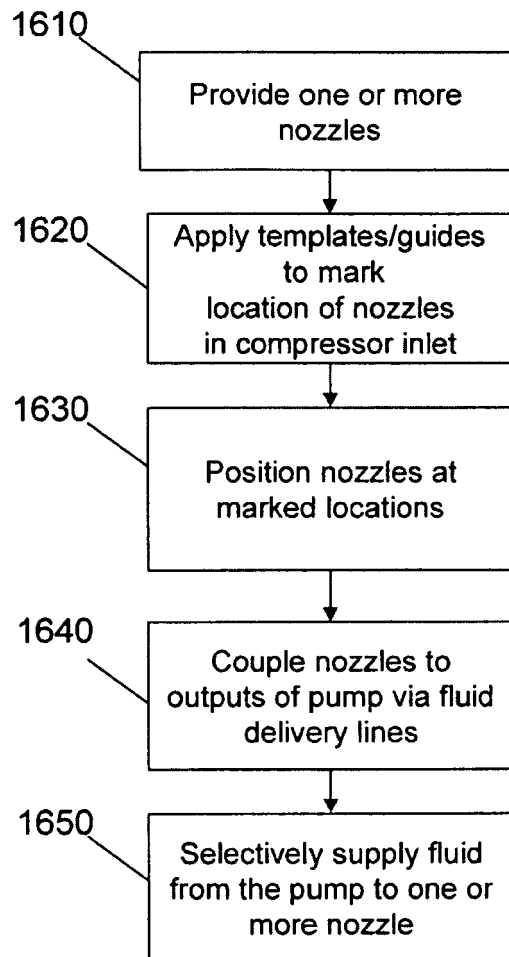 1610
Provide one or more
nozzles
1620
Apply templates/guides
to mark
location of nozzles
in compressor inlet
1630
Position nozzles at
marked locations
1640
Couple nozzles to
outputs of pump via fluid
delivery lines
1650
Selectively supply fluid
from the pump to one or
more nozzle